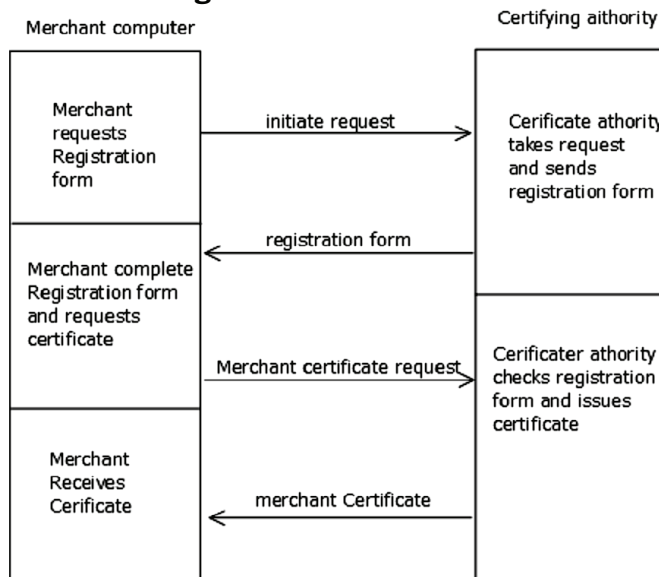 Merchant computer
Certifying aithority
Merchant
requests
Registration
form
initiate request
Cerificate athority
takes request
and sends
registration form
registration form
Merchant complete
Registration form
and requests
certificate
Merchant certificate request
Cerificater athority
checks registration
form and issues
certificate
Merchant
Receives
Cerificate
merchant Certificate